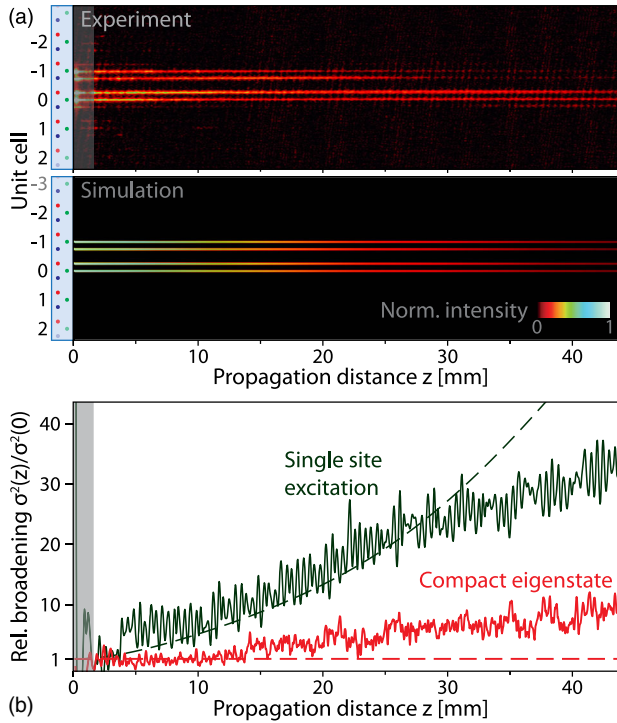 (a)
Experiment
-2
-1
0
1
2
Unit cell
Simulation
-3
-2
-1
0
1
2
Norm. intensity
0 1
0 10 20 30 40
Propagation distance z [mm]
40
30
20
10
1
Rel. broadening σ²(z)/σ²(0)
Single site
excitation
Compact eigenstate
0 10 20 30 40
Propagation distance z [mm]
(b)